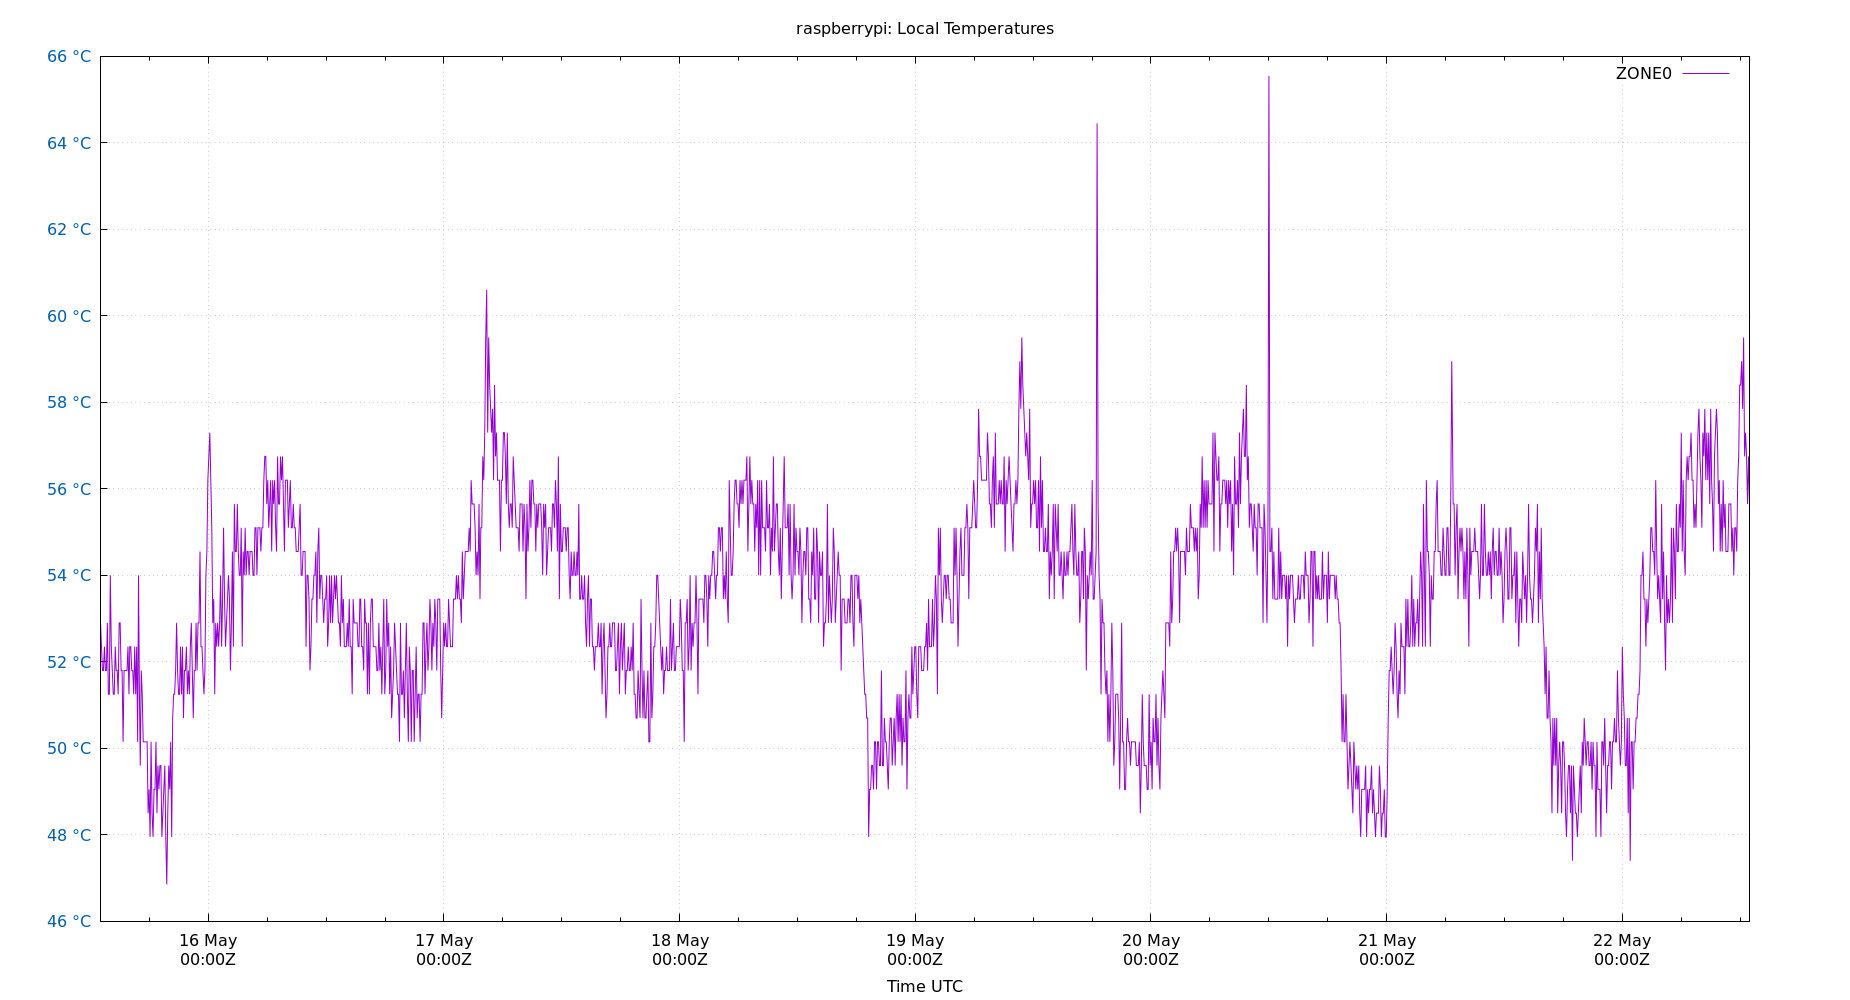 raspberrypi: Local Temperatures
66 °C
ZONE0
64 °C
62 °C
60 °C
58 °C
56 °C
54 °C
52 °C
50 °C
48 °C
46 °C
16 May 17 May 18 May 19 May 20 May 21 May 22 May
00:00Z 00:00Z 00:00Z 00:00Z 00:00Z 00:00Z 00:00Z
Time UTC